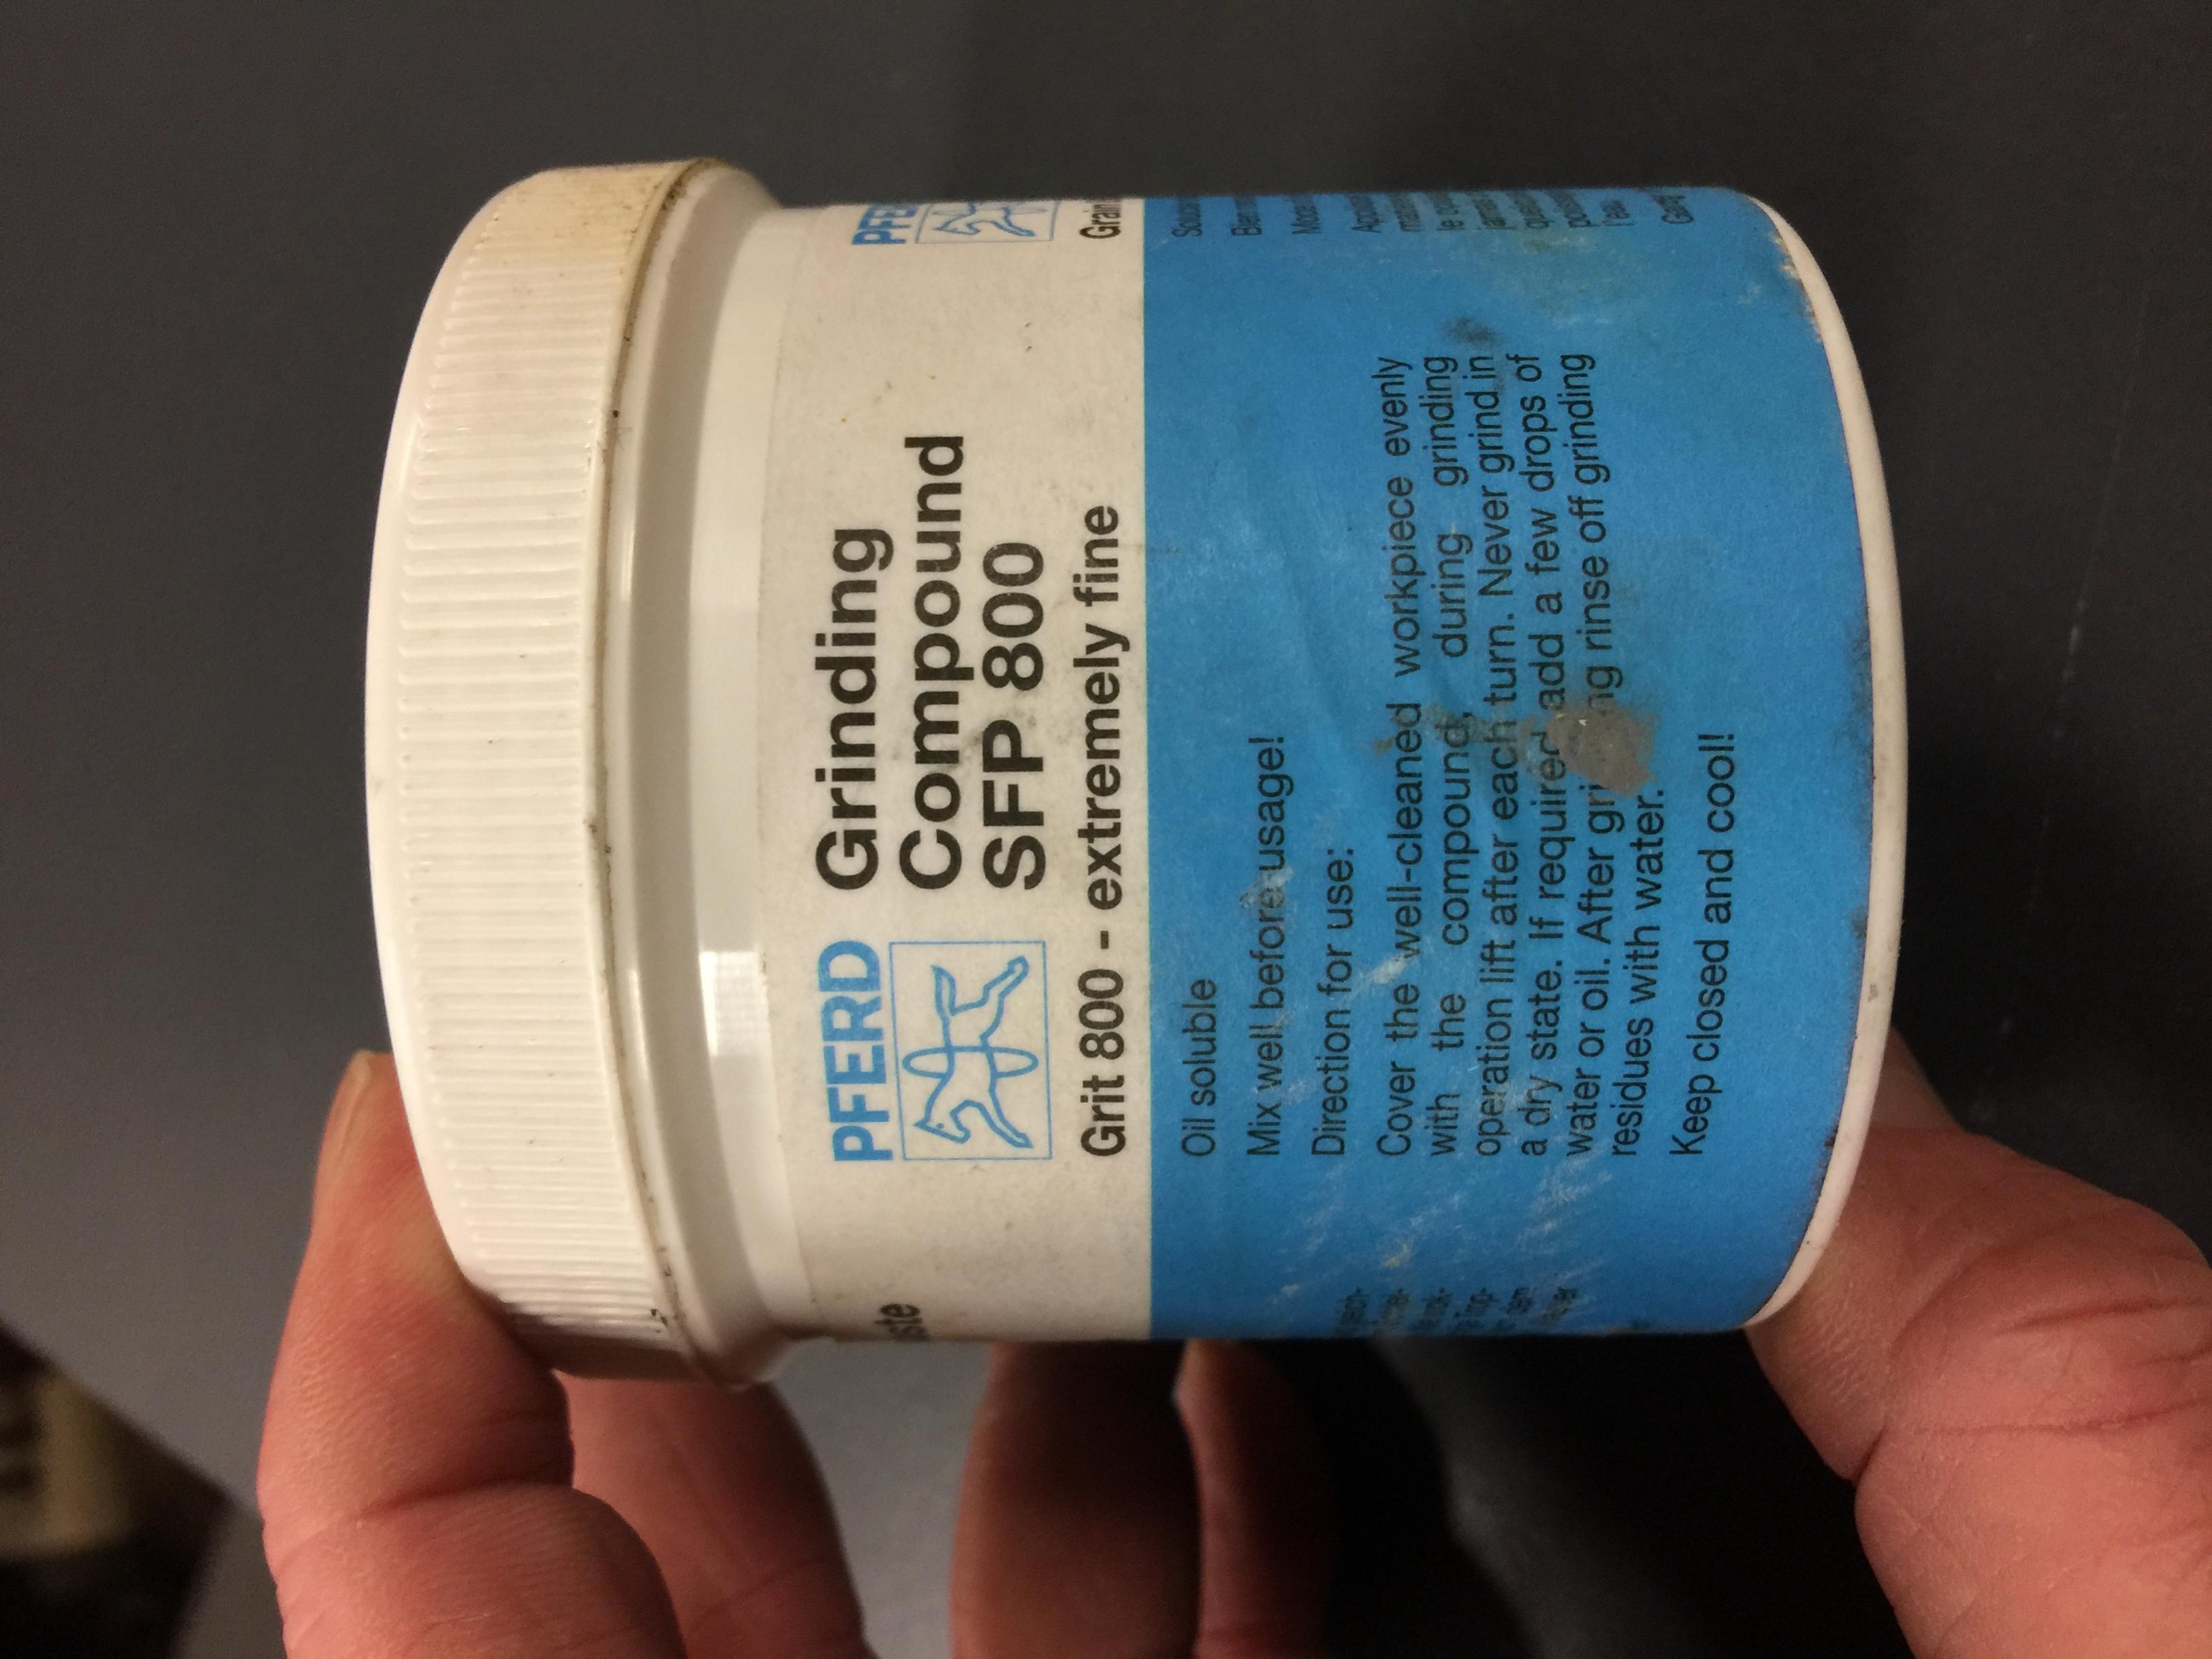 PFERD
Grinding
Compound
SFP 800
Grit 800 - extremely fine
Oil soluble
Mix well before usage!
Direction for use:
Cover the well-cleaned workpiece evenly
with the compound, during grinding
operation lift after each turn. Never grind in
a dry state. If required add a few drops of
water or oil. After rinse off grinding
residues with water.
Keep closed and cool!